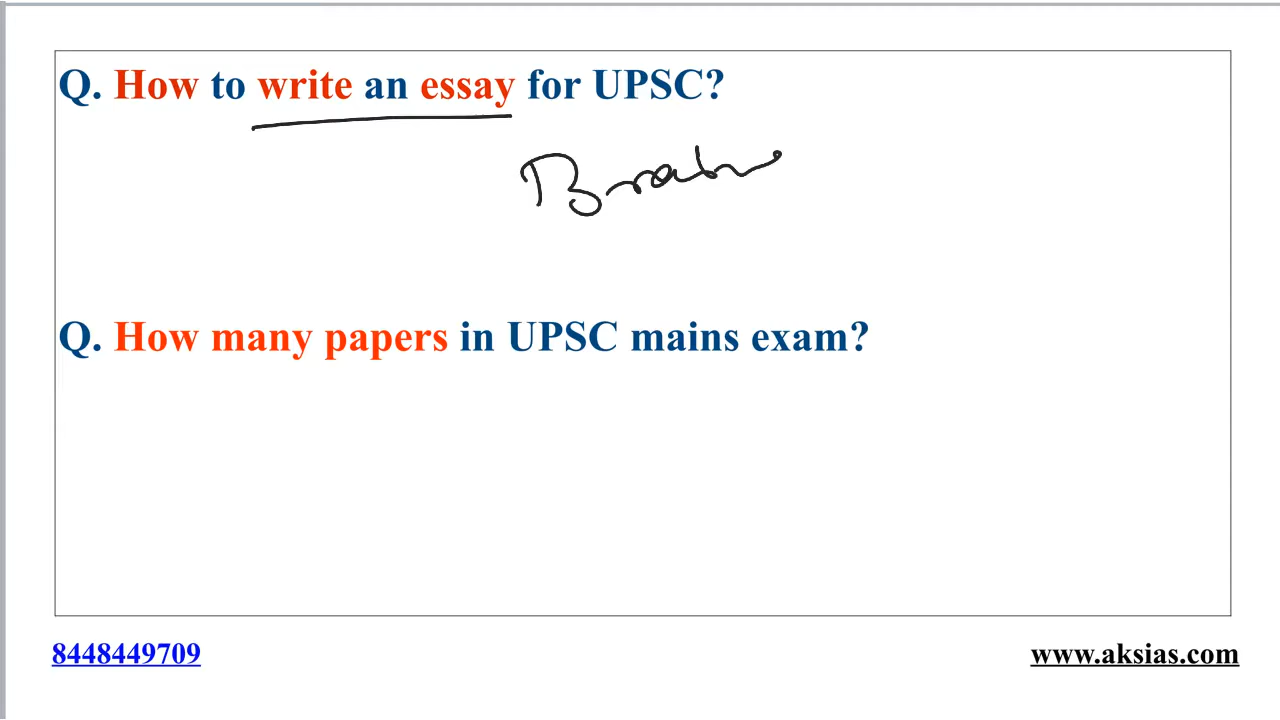 Q. How to write an essay for UPSC?
Q. How many papers in UPSC mains exam?
8448449709
www.aksias.com